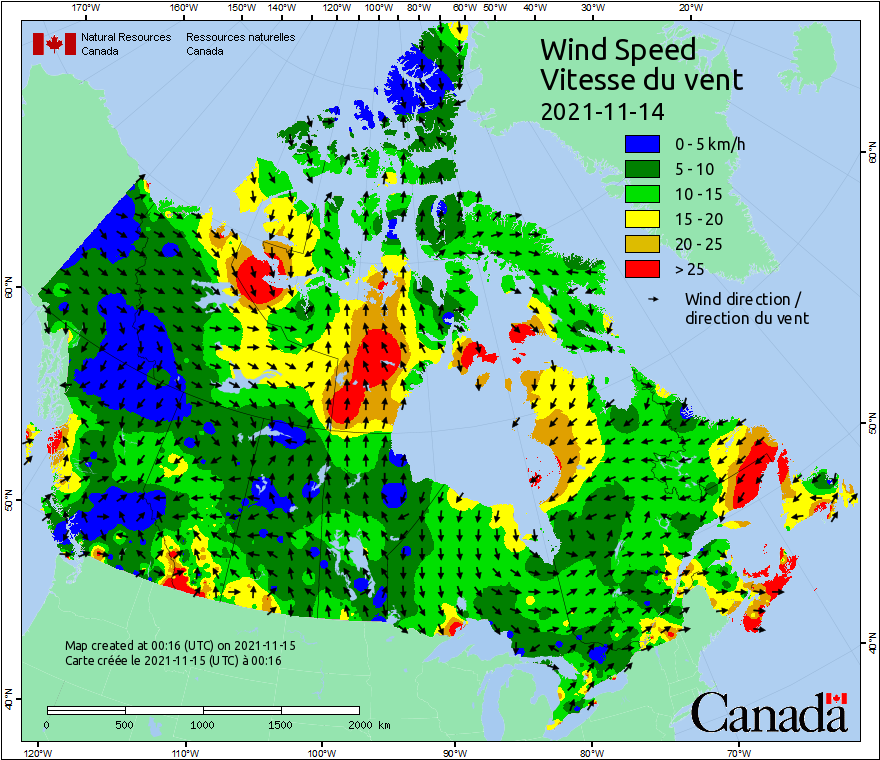 170°W 160°W 150°W 140°W 120°W 110°W 100°W 80°W 60°W 50°W 40°W 30°W 20°W
Natural Resources Canada
Ressources naturelles Canada
Wind Speed
Vitesse du vent
2021-11-14
0 - 5 km/h
5 - 10
10 - 15
15 - 20
20 - 25
> 25
Wind direction /
direction du vent
60°N
50°N
40°N
60°N
50°N
40°N
Map created at 00:16 (UTC) on 2021-11-15
Carte créée le 2021-11-15 (UTC) à 00:16
0 500 1000 1500 2000 km
Canada
120°W 110°W 100°W 90°W 80°W 70°W